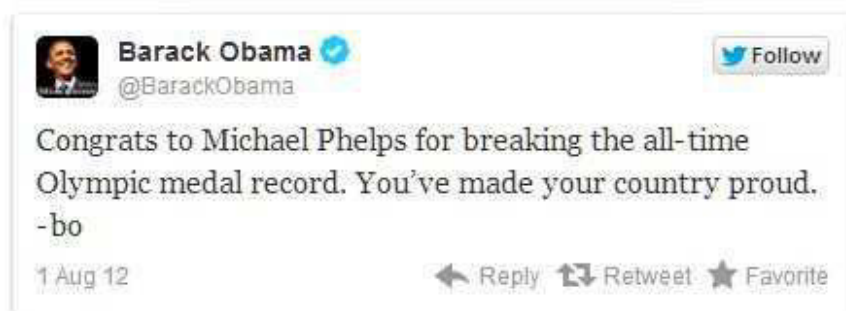 Barack Obama
Follow
@BarackObama
Congrats to Michael Phelps for breaking the all-time
Olympic medal record. You’ve made your country proud.
-bo
1 Aug 12 Reply Retweet Favorite